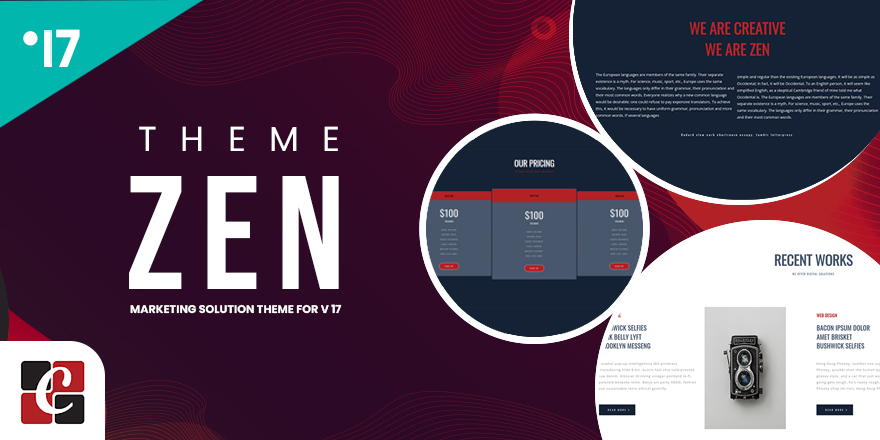 17
THEME
ZEN
MARKETING SOLUTION THEME FOR V 17
C
OUR PRICING
$100
$100
$100
WE ARE CREATIVE
WE ARE ZEN
The European languages are members of the same family. Their separate
existence is a myth. For science, music, sport, etc, Europe uses the same
vocabulary. The languages only differ in their grammar, their pronunciation and
their most common words. Everyone realizes why a new common language
would be desirable: one could refuse to pay expensive translators. To achieve
this, it would be necessary to have uniform grammar, pronunciation and more
common words. If several languages
simple and regular than the existing European languages. It will be as simple as
Occidental; in fact, it will be Occidental. To an English person, it will seem like
simplified English, as a skeptical Cambridge friend of mine told me what
Occidental is. The European languages are members of the same family. Their
separate existence is a myth. For science, music, sport, etc, Europe uses the
same vocabulary. The languages only differ in their grammar, their pronunciation
and their most common words.
RECENT WORKS
WE OFFER DIGITAL SOLUTIONS
WICK SELFIES
K BELLY LYFT
OOKLYN MESSENG
READ MORE >
WEB DESIGN
BACON IPSUM DOLOR
AMET BRISKET
BUSHWICK SELFIES
READ MORE >